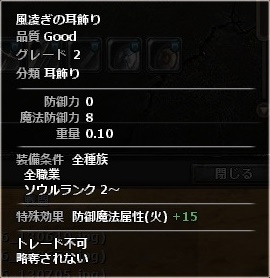 風凌ぎの耳飾り
品質 Good
グレード 2
分類 耳飾り
防御力 0
魔法防御力 8
重量 0.10
装備条件 全種族
全職業
ソウルランク 2～
閉じる
特殊効果 防御魔法属性(火) +15
トレード不可
略奪されない